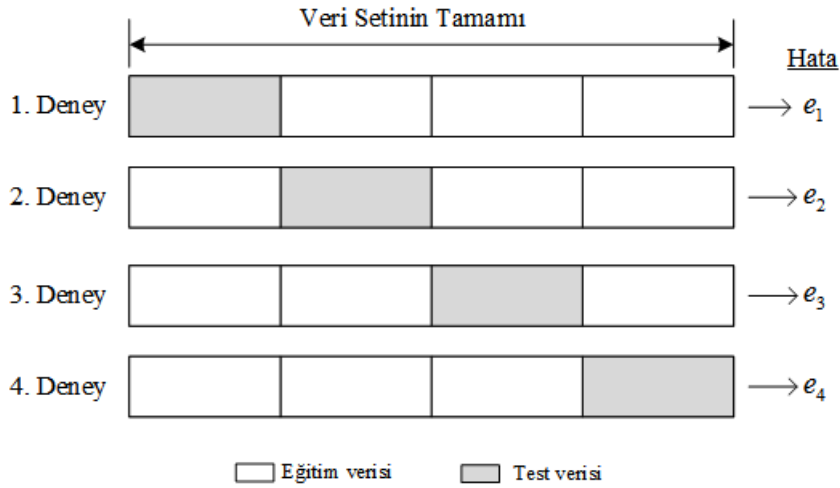 Veri Setinin Tamamı
Hata
1. Deney e1
2. Deney e2
3. Deney e3
4. Deney e4
Eğitim verisi Test verisi